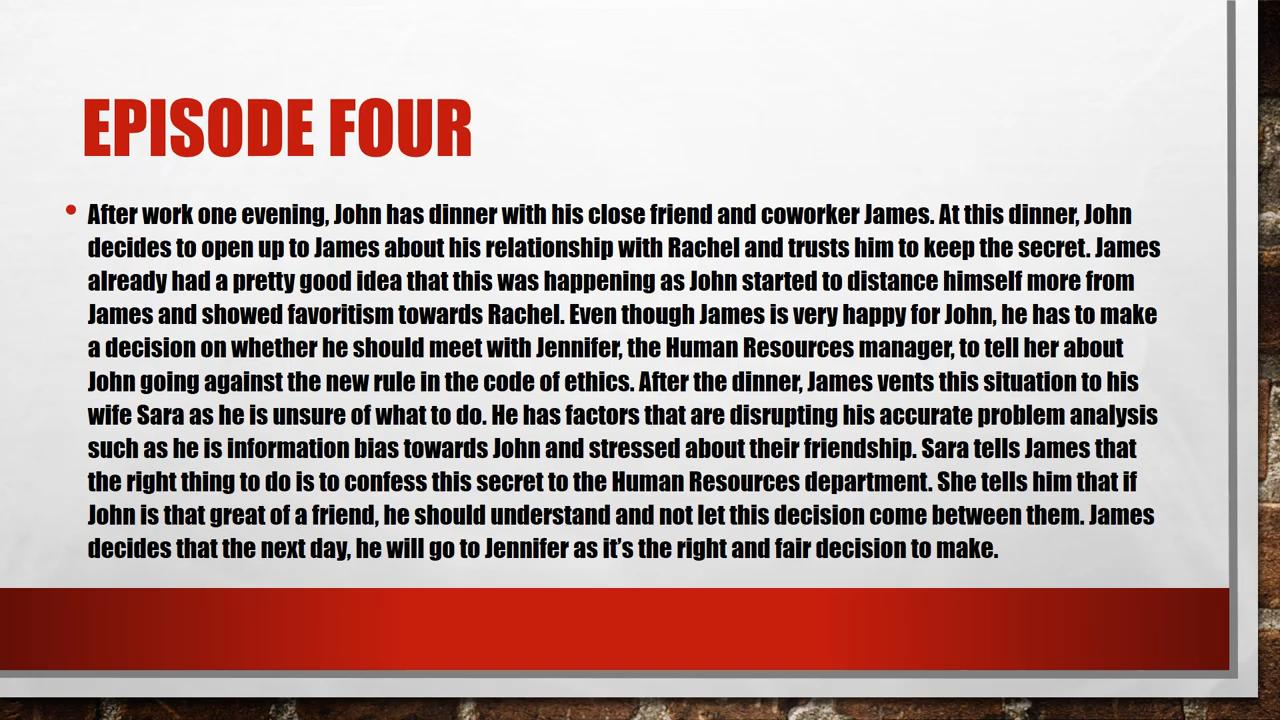 EPISODE FOUR
• After work one evening, John has dinner with his close friend and coworker James. At this dinner, John
decides to open up to James about his relationship with Rachel and trusts him to keep the secret. James
already had a pretty good idea that this was happening as John started to distance himself more from
James and showed favoritism towards Rachel. Even though James is very happy for John, he has to make
a decision on whether he should meet with Jennifer, the Human Resources manager, to tell her about
John going against the new rule in the code of ethics. After the dinner, James vents this situation to his
wife Sara as he is unsure of what to do. He has factors that are disrupting his accurate problem analysis
such as he is information bias towards John and stressed about their friendship. Sara tells James that
the right thing to do is to confess this secret to the Human Resources department. She tells him that if
John is that great of a friend, he should understand and not let this decision come between them. James
decides that the next day, he will go to Jennifer as it’s the right and fair decision to make.